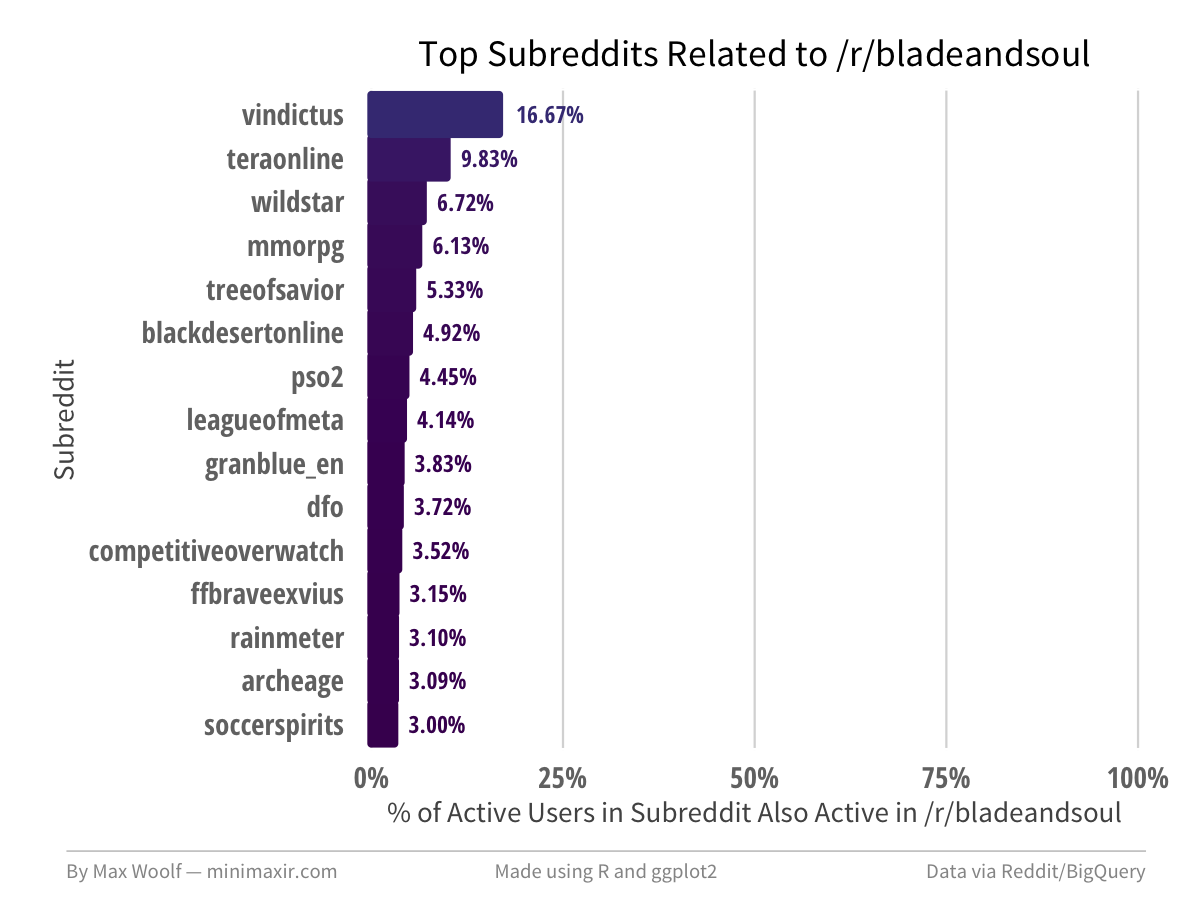 Top Subreddits Related to /r/bladeandsoul
Subreddit
vindictus 16.67%
teraonline 9.83%
wildstar 6.72%
mmorpg 6.13%
treeofsavior 5.33%
blackdesertonline 4.92%
pso2 4.45%
leagueofmeta 4.14%
granblue_en 3.83%
dfo 3.72%
competitiveoverwatch 3.52%
ffbraveexvius 3.15%
rainmeter 3.10%
archeage 3.09%
soccerspirits 3.00%
0% 25% 50% 75% 100%
% of Active Users in Subreddit Also Active in /r/bladeandsoul
By Max Woolf — minimaxir.com Made using R and ggplot2 Data via Reddit/BigQuery